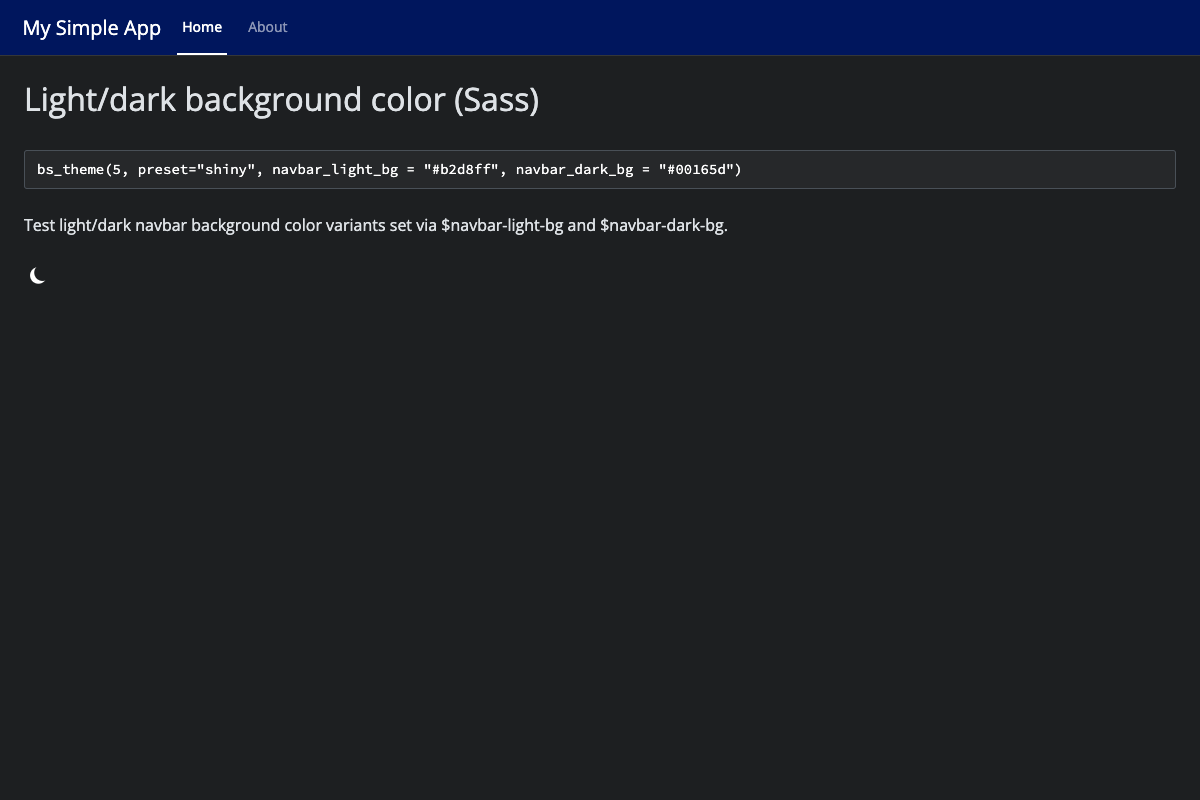 My Simple App Home About
Light/dark background color (Sass)
bs_theme(5, preset="shiny", navbar_light_bg = "#b2d8ff", navbar_dark_bg = "#00165d")
Test light/dark navbar background color variants set via $navbar-light-bg and $navbar-dark-bg.